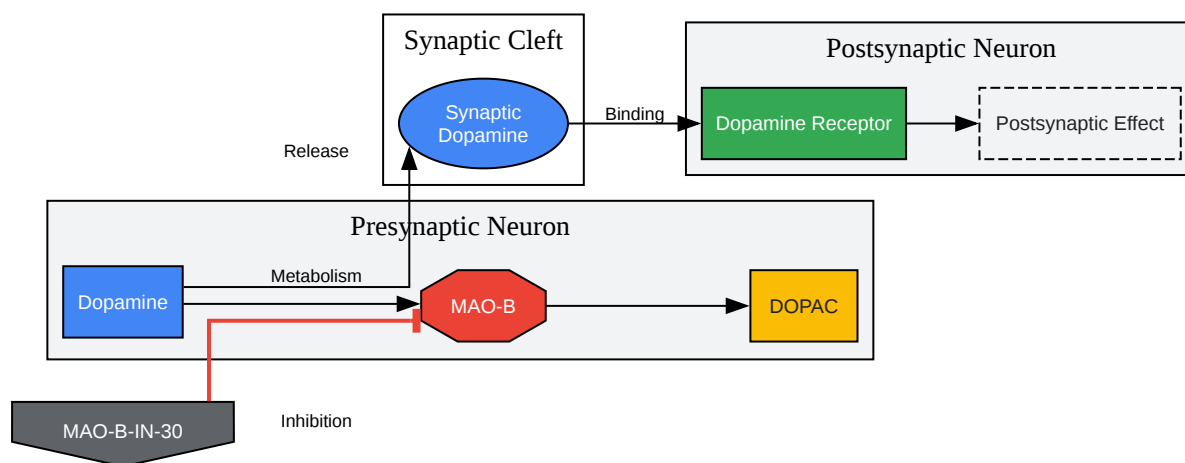 Synaptic Cleft
Postsynaptic Neuron
Synaptic
Dopamine
Binding
Dopamine Receptor
Postsynaptic Effect
Release
Presynaptic Neuron
Metabolism
Dopamine
MAO-B
DOPAC
MAO-B-IN-30
Inhibition